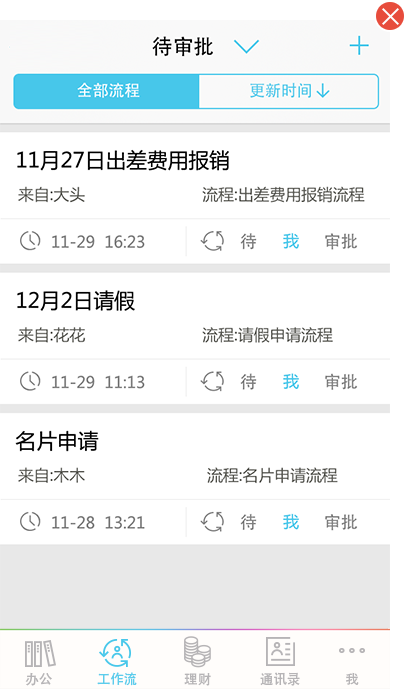 待审批
全部流程 更新时间↓
11月27日出差费用报销
来自:大头 流程:出差费用报销流程
11-29 16:23 待 我 审批
12月2日请假
来自:花花 流程:请假申请流程
11-29 11:13 待 我 审批
名片申请
来自:木木 流程:名片申请流程
11-28 13:21 待 我 审批
办公 工作流 理财 通讯录 我